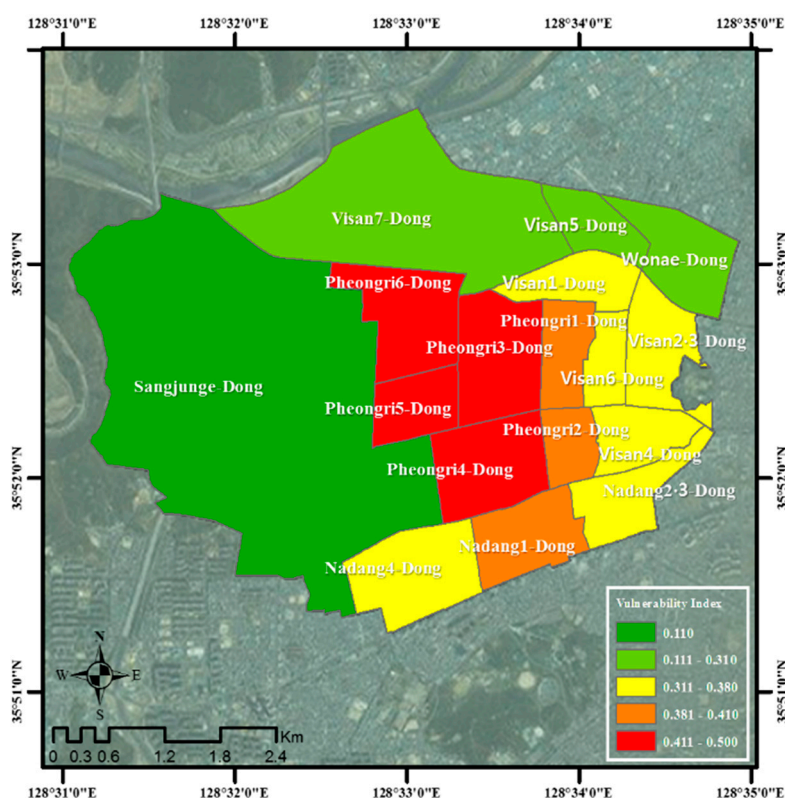 128°31'0"E 128°32'0"E 128°33'0"E 128°34'0"E 128°35'0"E
35°53'0"N 35°53'0"N
35°52'0"N 35°52'0"N
35°51'0"N 35°51'0"N
Visan7-Dong
Visan5-Dong
Wonae-Dong
Pheongri6-Dong
Visan1-Dong
Pheongri1-Dong
Visan2·3-Dong
Pheongri3-Dong
Visan6-Dong
Sangjunge-Dong
Pheongri5-Dong
Pheongri2-Dong
Visan4-Dong
Pheongri4-Dong
Nadang2·3-Dong
Nadang1-Dong
Nadang4-Dong
Vulnerability Index
0.110
0.111 - 0.310
0.311 - 0.380
0.381 - 0.410
0.411 - 0.500
N
W E
S
Km
0 0.3 0.6 1.2 1.8 2.4
128°31'0"E 128°32'0"E 128°33'0"E 128°34'0"E 128°35'0"E